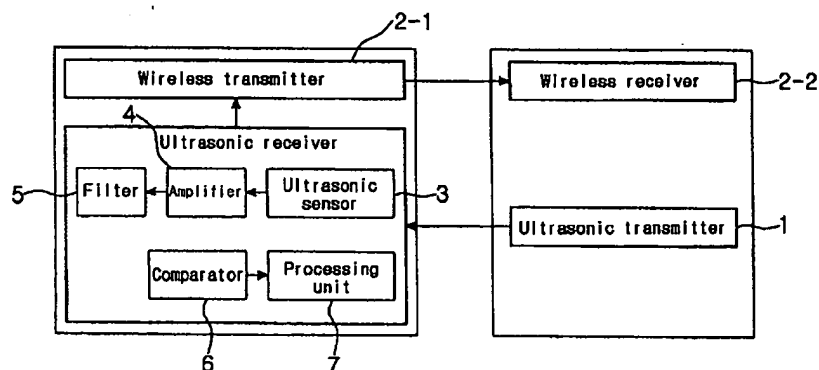 2-1
Wireless transmitter
Wireless receiver
2-2
4
Ultrasonic receiver
5
Filter
Amplifier
Ultrasonic
sensor
3
Ultrasonic transmitter
1
Comparator
Processing
unit
6
7